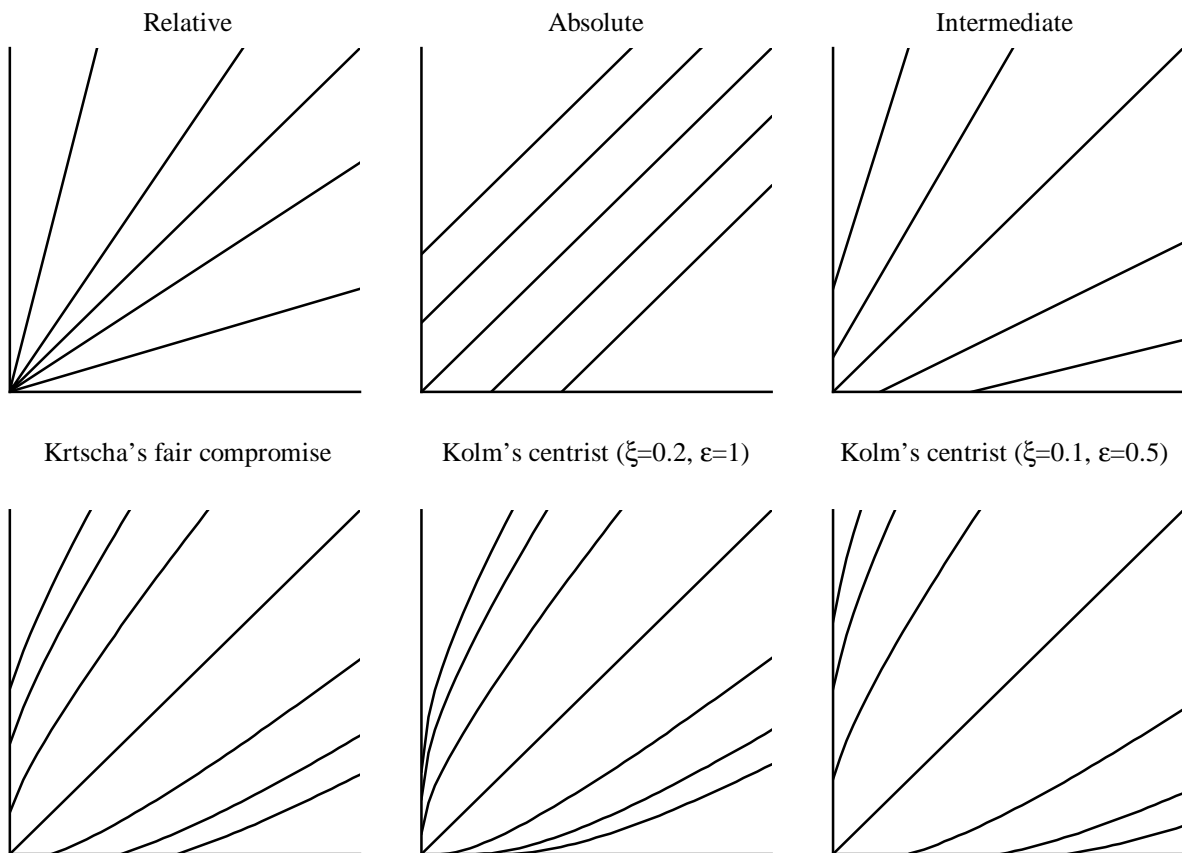 Relative
Absolute
Intermediate
Krtscha’s fair compromise
Kolm’s centrist (ξ=0.2, ε=1)
Kolm’s centrist (ξ=0.1, ε=0.5)